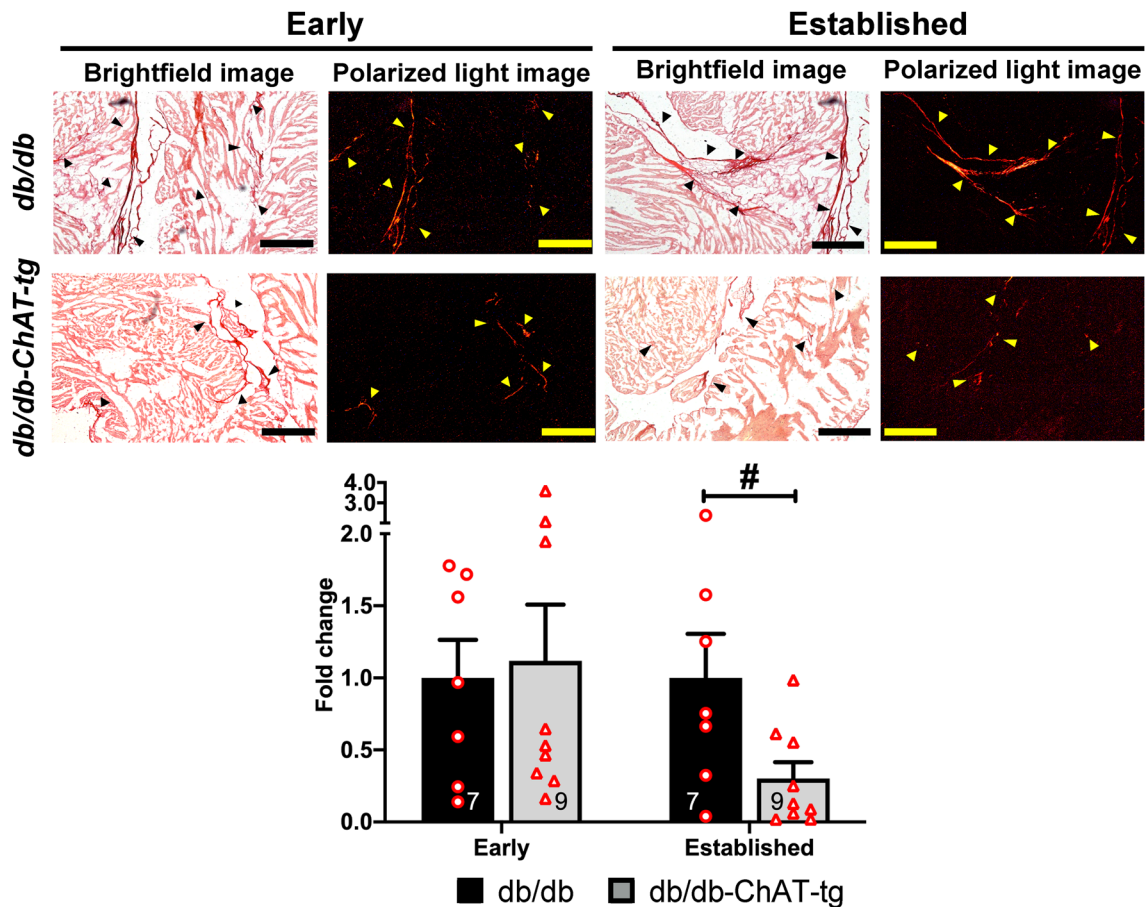 Early Established
Brightfield image Polarized light image Brightfield image Polarized light image
db/db
db/db-ChAT-tg
#
4.0
3.0
2.0
1.5
1.0
0.5
0.0
Fold change
7 9 7 9
Early Established
db/db db/db-ChAT-tg